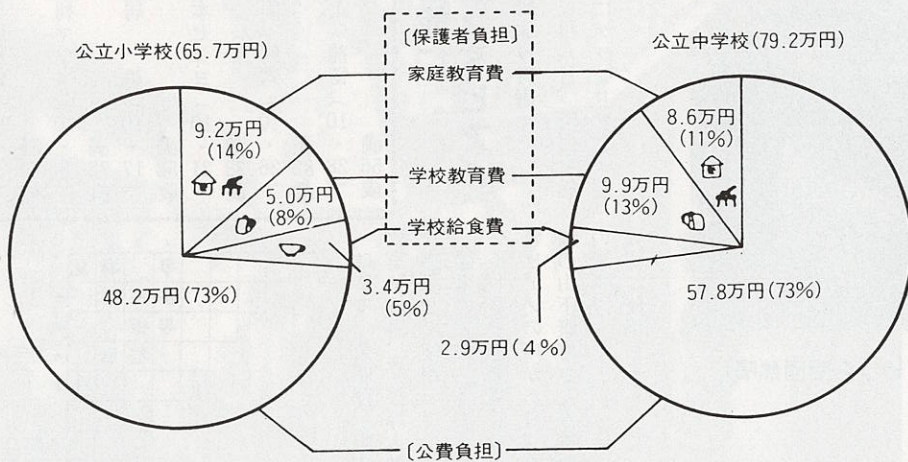 公立小学校(65.7万円)
〔保護者負担〕
公立中学校(79.2万円)
家庭教育費
9.2万円
(14%)
8.6万円
(11%)
学校教育費
5.0万円
(8%)
9.9万円
(13%)
学校給食費
3.4万円
(5%)
48.2万円(73%)
57.8万円(73%)
2.9万円(4%)
〔公費負担〕